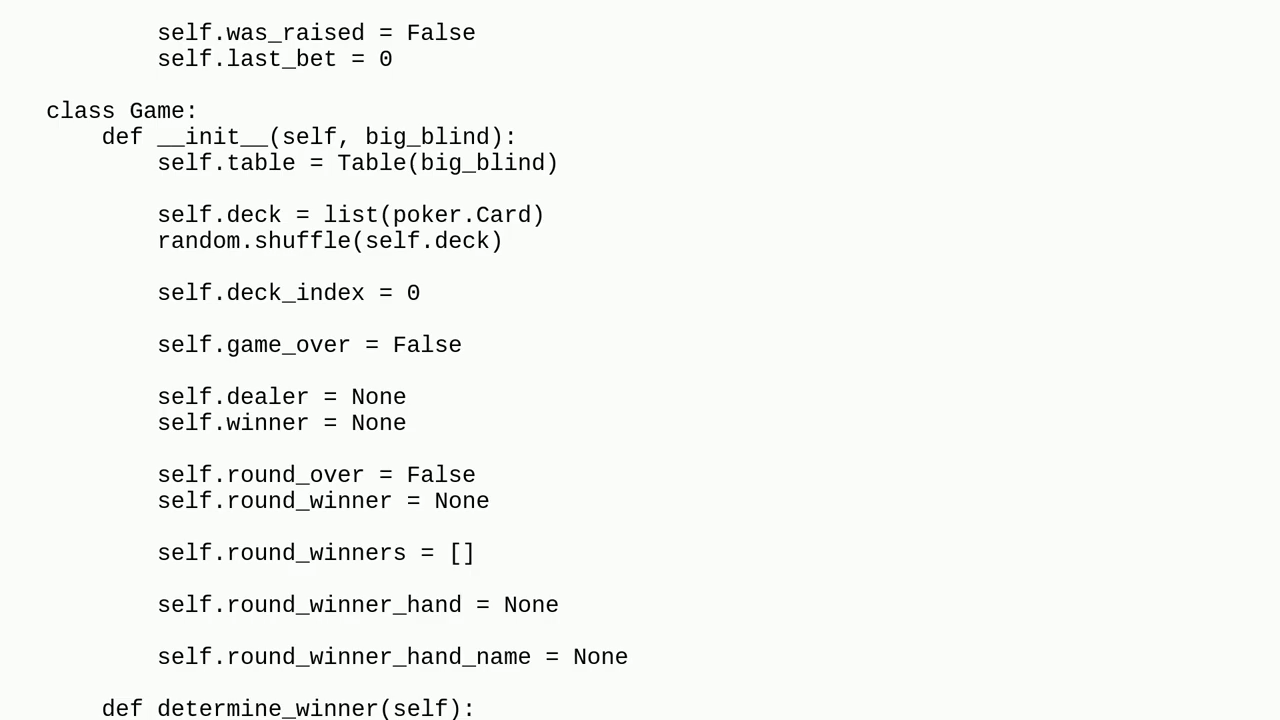 self.was_raised = False
        self.last_bet = 0

class Game:
    def __init__(self, big_blind):
        self.table = Table(big_blind)

        self.deck = list(poker.Card)
        random.shuffle(self.deck)

        self.deck_index = 0

        self.game_over = False

        self.dealer = None
        self.winner = None

        self.round_over = False
        self.round_winner = None

        self.round_winners = []

        self.round_winner_hand = None

        self.round_winner_hand_name = None

    def determine_winner(self):